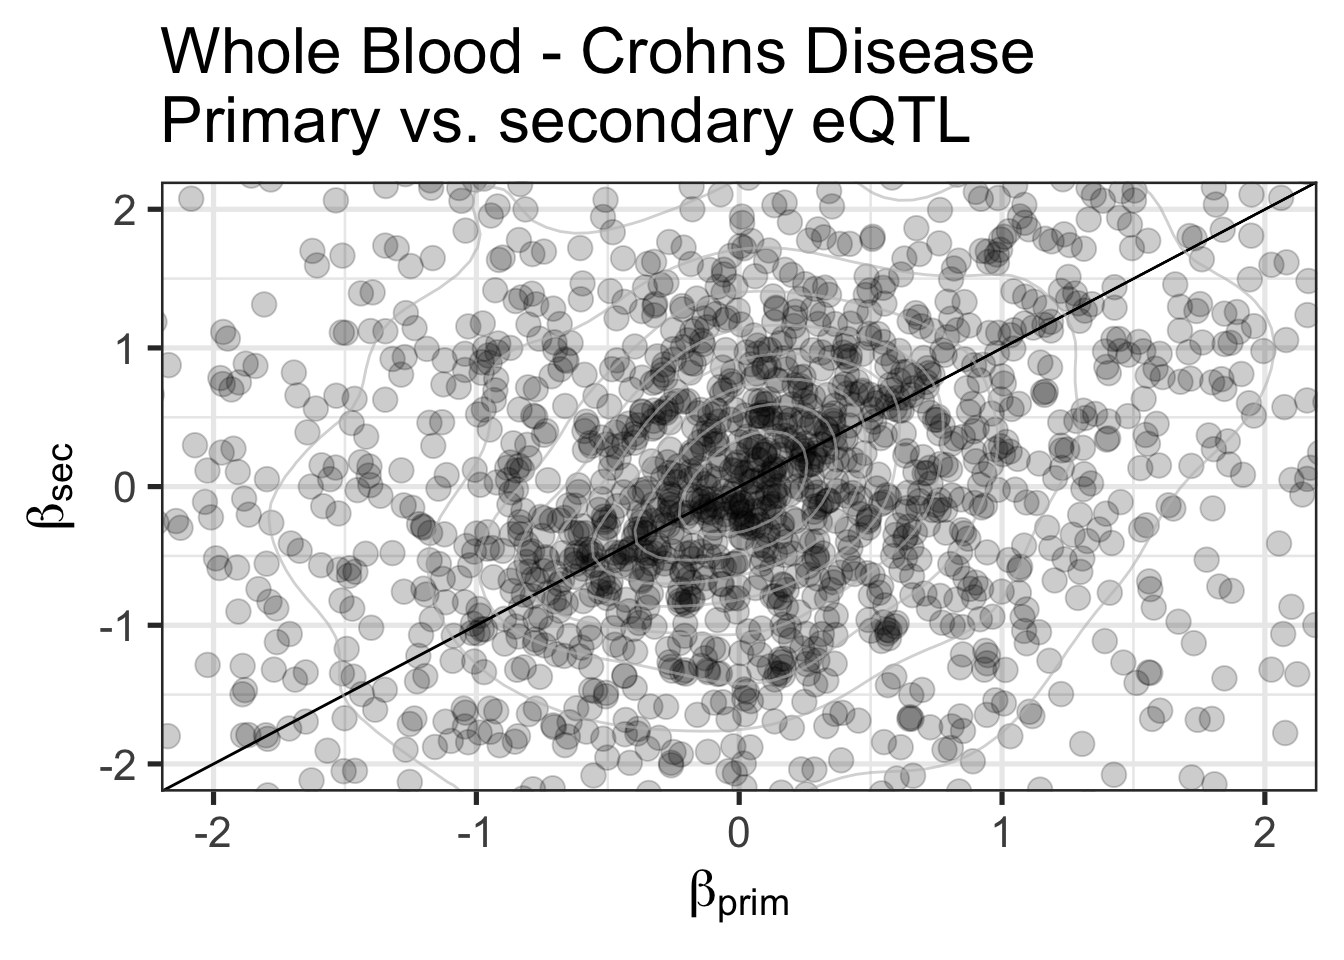 Whole Blood - Crohns Disease
Primary vs. secondary eQTL
2
1
0
-1
-2
βsec
-2 -1 0 1 2
βprim